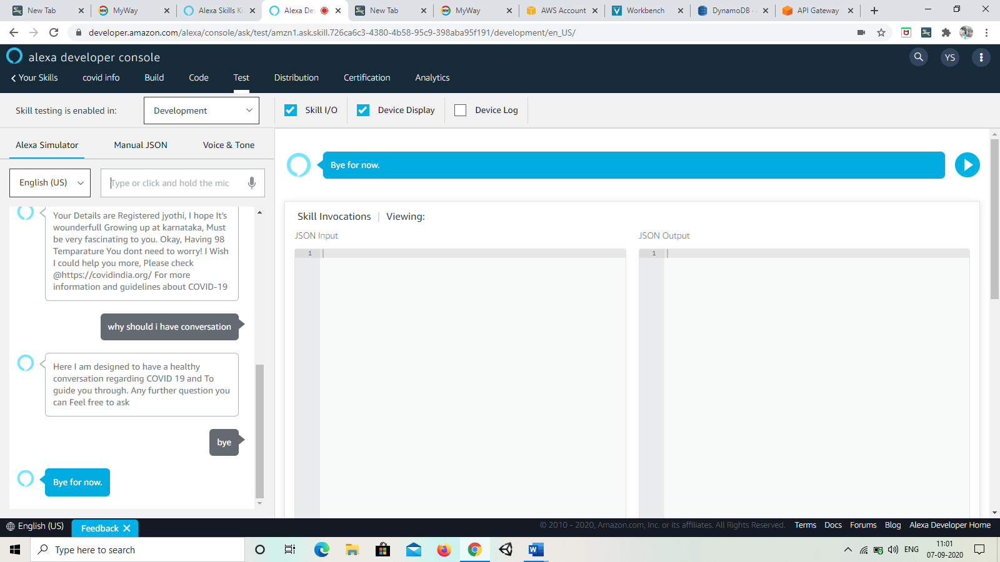 New Tab
MyWay
Alexa Skills Ki
Alexa Dev
New Tab
MyWay
AWS Account
Workbench
DynamoDB ·
API Gateway
developer.amazon.com/alexa/console/ask/test/amzn1.ask.skill.726ca6c3-4380-4b58-95c9-398aba95f191/development/en_US/
alexa developer console
YS
Your Skills
covid info
Build
Code
Test
Distribution
Certification
Analytics
Skill testing is enabled in:
Development
Skill I/O
Device Display
Device Log
Alexa Simulator
Manual JSON
Voice & Tone
English (US)
Type or click and hold the mic
Your Details are Registered jyothi, I hope It's
wounderfull Growing up at karnataka, Must
be very fascinating to you. Okay, Having 98
Temparature You dont need to worry! I Wish
I could help you more, Please check
@https://covidindia.org/ For more
information and guidelines about COVID-19
why should i have conversation
Here I am designed to have a healthy
conversation regarding COVID 19 and To
guide you through. Any further question you
can Feel free to ask
bye
Bye for now.
Bye for now.
Skill Invocations | Viewing:
JSON Input
1
JSON Output
1
English (US)
Feedback
© 2010 - 2020, Amazon.com, Inc. or its affiliates. All Rights Reserved.
Terms
Docs
Forums
Blog
Alexa Developer Home
Type here to search
ENG
11:01
07-09-2020